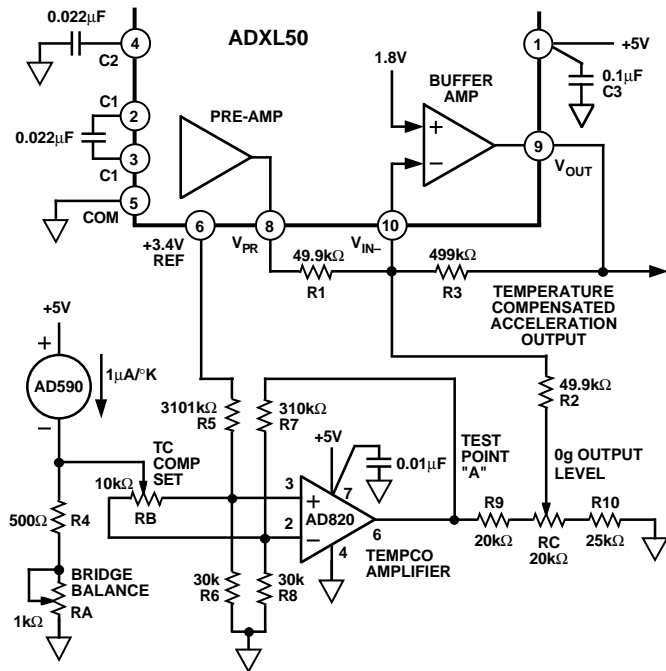 0.022µF
C2
4
ADXL50
1
+5V
0.1µF
C3
1.8V
BUFFER
AMP
+
−
C1
2
0.022µF
3
C1
PRE-AMP
9
VOUT
5
COM
6
8
10
+3.4V
REF
VPR
VIN–
49.9kΩ
R1
499kΩ
R3
TEMPERATURE
COMPENSATED
ACCELERATION
OUTPUT
+5V
+
AD590
−
1µA/°K
3101kΩ
R5
310kΩ
R7
49.9kΩ
R2
+5V
0.01µF
TEST
POINT
"A"
0g OUTPUT
LEVEL
TC
COMP
SET
10kΩ
RB
3
+
7
AD820
2
−
6
4
TEMPCO
AMPLIFIER
R9
20kΩ
RC
20kΩ
R10
25kΩ
500Ω
R4
30k
R6
30k
R8
BRIDGE
BALANCE
RA
1kΩ